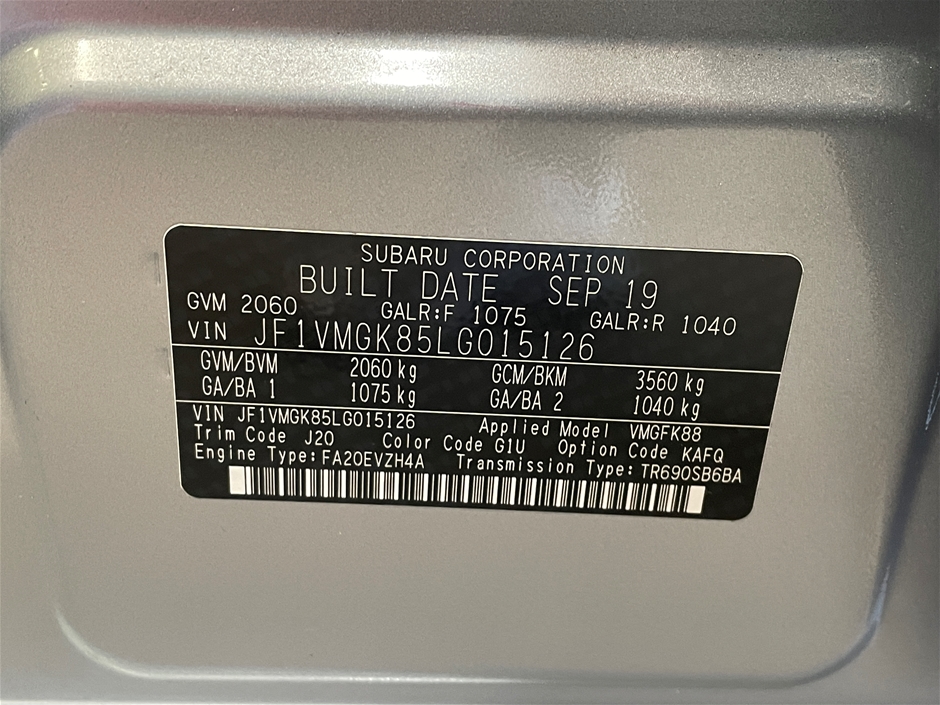 SUBARU CORPORATION
BUILT DATE SEP 19
GVM 2060 GALR:F 1075 GALR:R 1040
VIN JF1VMGK85LG015126
GVM/BVM 2060 kg GCM/BKM 3560 kg
GA/BA 1 1075 kg GA/BA 2 1040 kg
VIN JF1VMGK85LG015126 Applied Model VMGFK88
Trim Code J20 Color Code G1U Option Code KAFQ
Engine Type:FA20EVZH4A Transmission Type:TR690SB6BA